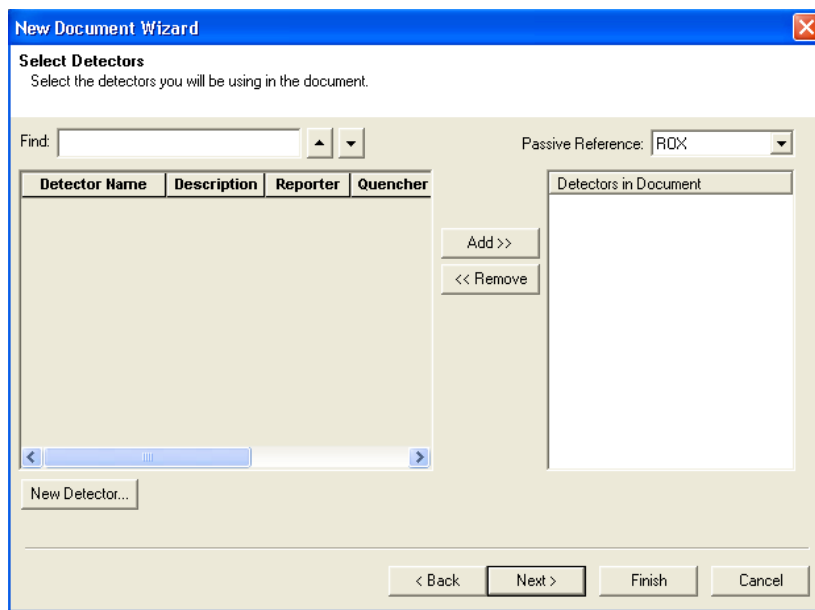 New Document Wizard
Select Detectors
Select the detectors you will be using in the document.
Find:
Passive Reference: ROX
Detector Name Description Reporter Quencher
Detectors in Document
Add >>
<< Remove
New Detector...
< Back Next > Finish Cancel